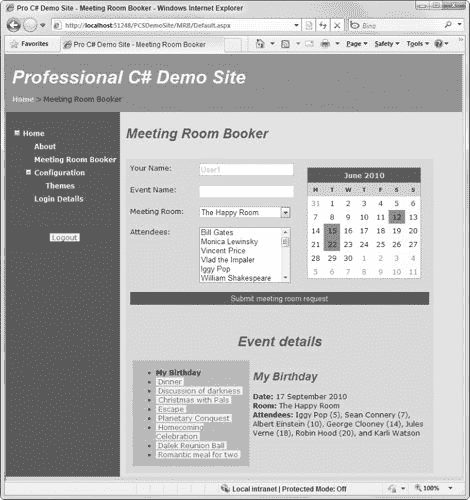 Pro C# Demo Site - Meeting Room Booker - Windows Internet Explorer
http://localhost:51248/PCSDemoSite/MRB/Default.aspx
Bing
Favorites
Pro C# Demo Site - Meeting Room Booker
Page
Safety
Tools
Professional C# Demo Site
Home > Meeting Room Booker
Home
About
Meeting Room Booker
Configuration
Themes
Login Details
Logout
Meeting Room Booker
Your Name:
User1
Event Name:
Meeting Room:
The Happy Room
Attendees:
Bill Gates
Monica Lewinsky
Vincent Price
Vlad the Impaler
Iggy Pop
William Shakespeare
June 2010
M T W T F S S
31 1 2 3 4 5 6
7 8 9 10 11 12 13
14 15 16 17 18 19 20
21 22 23 24 25 26 27
28 29 30 1 2 3 4
5 6 7 8 9 10 11
Submit meeting room request
Event details
My Birthday
Dinner
Discussion of darkness
Christmas with Pals
Escape
Planetary Conquest
Homecoming
Celebration
Dalek Reunion Ball
Romantic meal for two
My Birthday
Date: 17 September 2010
Room: The Happy Room
Attendees: Iggy Pop (5), Sean Connery (7),
Albert Einstein (10), George Clooney (14), Jules
Verne (18), Robin Hood (20), and Karli Watson
Local intranet | Protected Mode: Off
100%